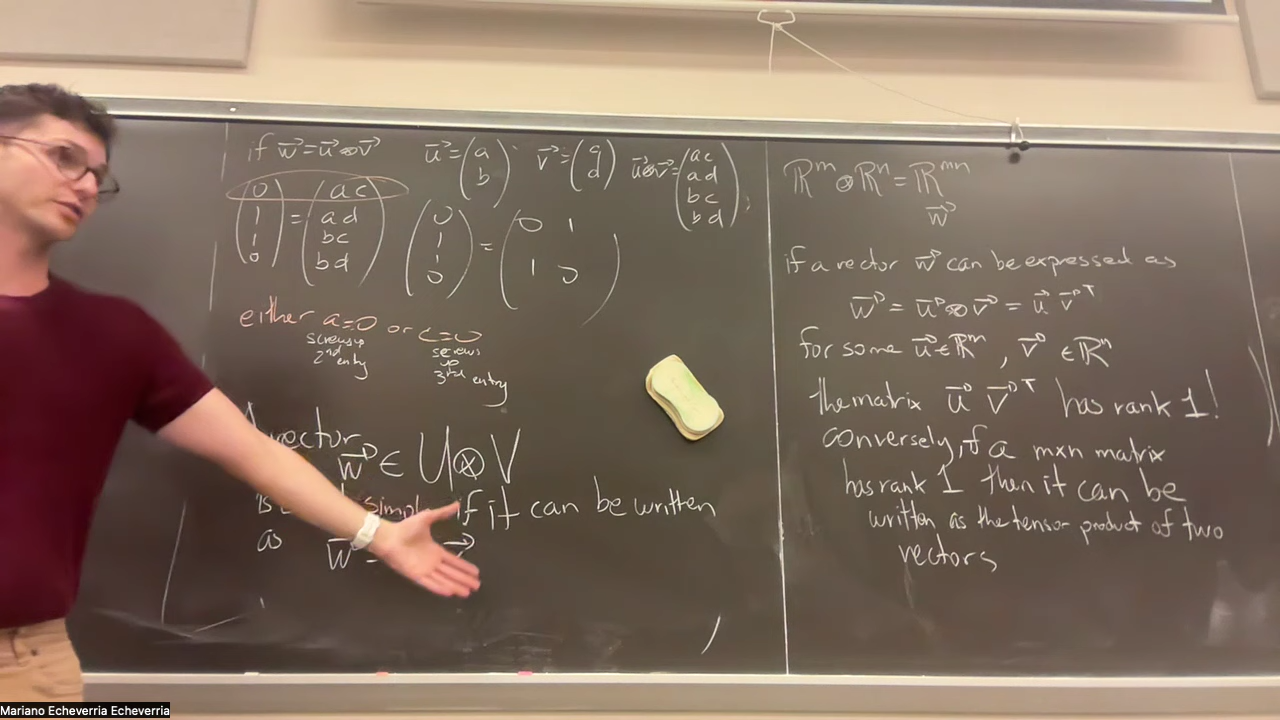 if w⃗ = u⃗ ⊗ v⃗   u⃗ = (a b)   v⃗ = (c d)   u⃗ ⊗ v⃗ = (ac ad bc bd)
(0 1 1 0) = (ac ad bc bd)   (0 1 1 0) = (0 1 1 0)
either a=0 or c=0
screws up 2nd entry
screws up 3rd entry
A vector
w⃗ ∈ U⊗V
is simple if it can be written
as w⃗ =
ℝᵐ ⊗ ℝⁿ = ℝᵐⁿ
w⃗
if a vector w⃗ can be expressed as
w⃗ = u⃗ ⊗ v⃗ = u⃗ v⃗ᵀ
for some u⃗ ∈ ℝᵐ , v⃗ ∈ ℝⁿ
the matrix u⃗ v⃗ᵀ has rank 1!
conversely, if a mxn matrix
has rank 1 then it can be
written as the tensor product of two
vectors
Mariano Echeverria Echeverria